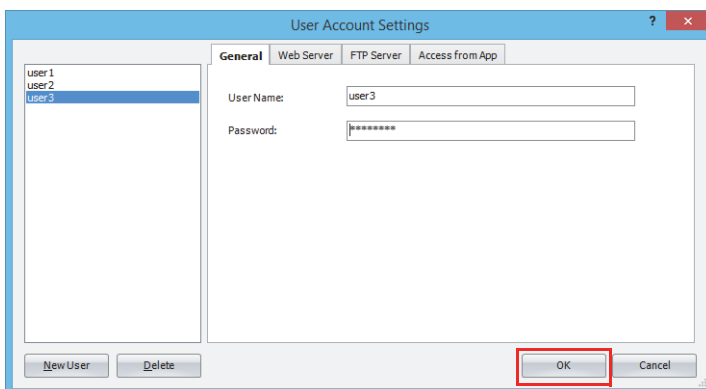 User Account Settings ? ×
General Web Server FTP Server Access from App
user1
user2
user3
User Name: user3
Password: ********
New User Delete OK Cancel